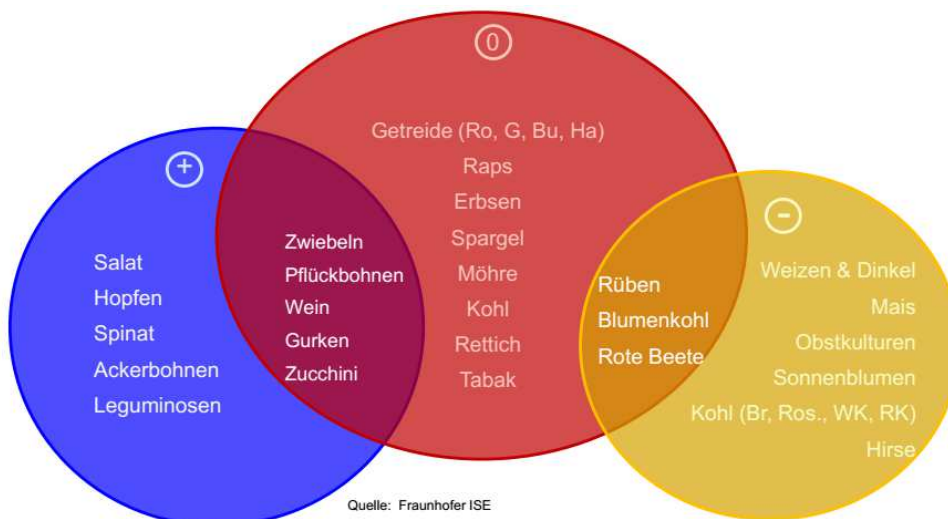 0
Getreide (Ro, G, Bu, Ha)
Raps
Erbsen
Spargel
Möhre
Kohl
Rettich
Tabak
+
Salat
Hopfen
Spinat
Ackerbohnen
Leguminosen
Zwiebeln
Pflückbohnen
Wein
Gurken
Zucchini
Rüben
Blumenkohl
Rote Beete
-
Weizen & Dinkel
Mais
Obstkulturen
Sonnenblumen
Kohl (Br, Ros., WK, RK)
Hirse
Quelle: Fraunhofer ISE